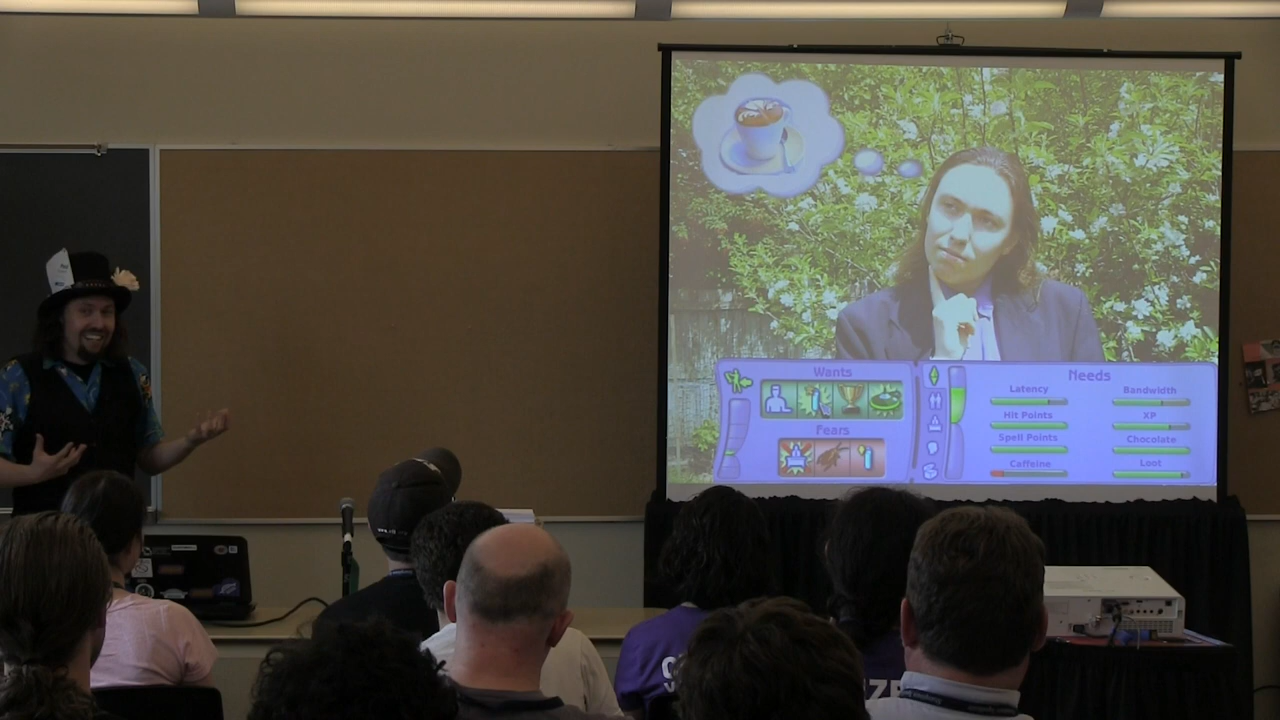 Wants
Fears
Needs
Latency
Bandwidth
Hit Points
XP
Spell Points
Chocolate
Caffeine
Loot